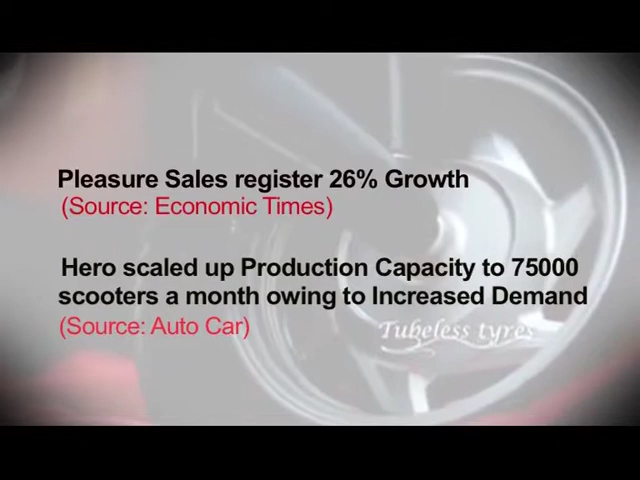 Pleasure Sales register 26% Growth
(Source: Economic Times)
Hero scaled up Production Capacity to 75000
scooters a month owing to Increased Demand
(Source: Auto Car)
Tubeless tyres